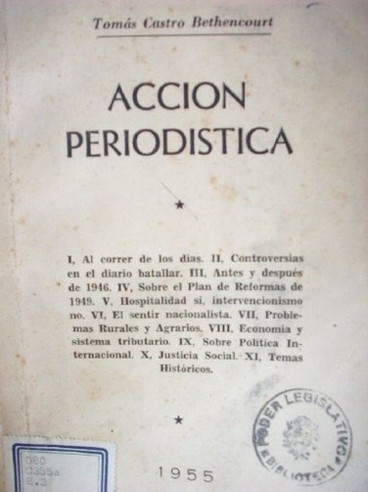 Tomás Castro Bethencourt
ACCION
PERIODISTICA
I, Al correr de los dias. II, Controversias
en el diario batallar. III, Antes y después
de 1946. IV, Sobre el Plan de Reformas de
1949. V, Hospitalidad si, intervencionismo
no. VI, El sentir nacionalista. VII, Proble-
mas Rurales y Agrarios. VIII, Economia y
sistema tributario. IX, Sobre Politica In-
ternacional. X, Justicia Social. XI, Temas
Históricos.
PODER LEGISLATIVO
BIBLIOTECA
1955